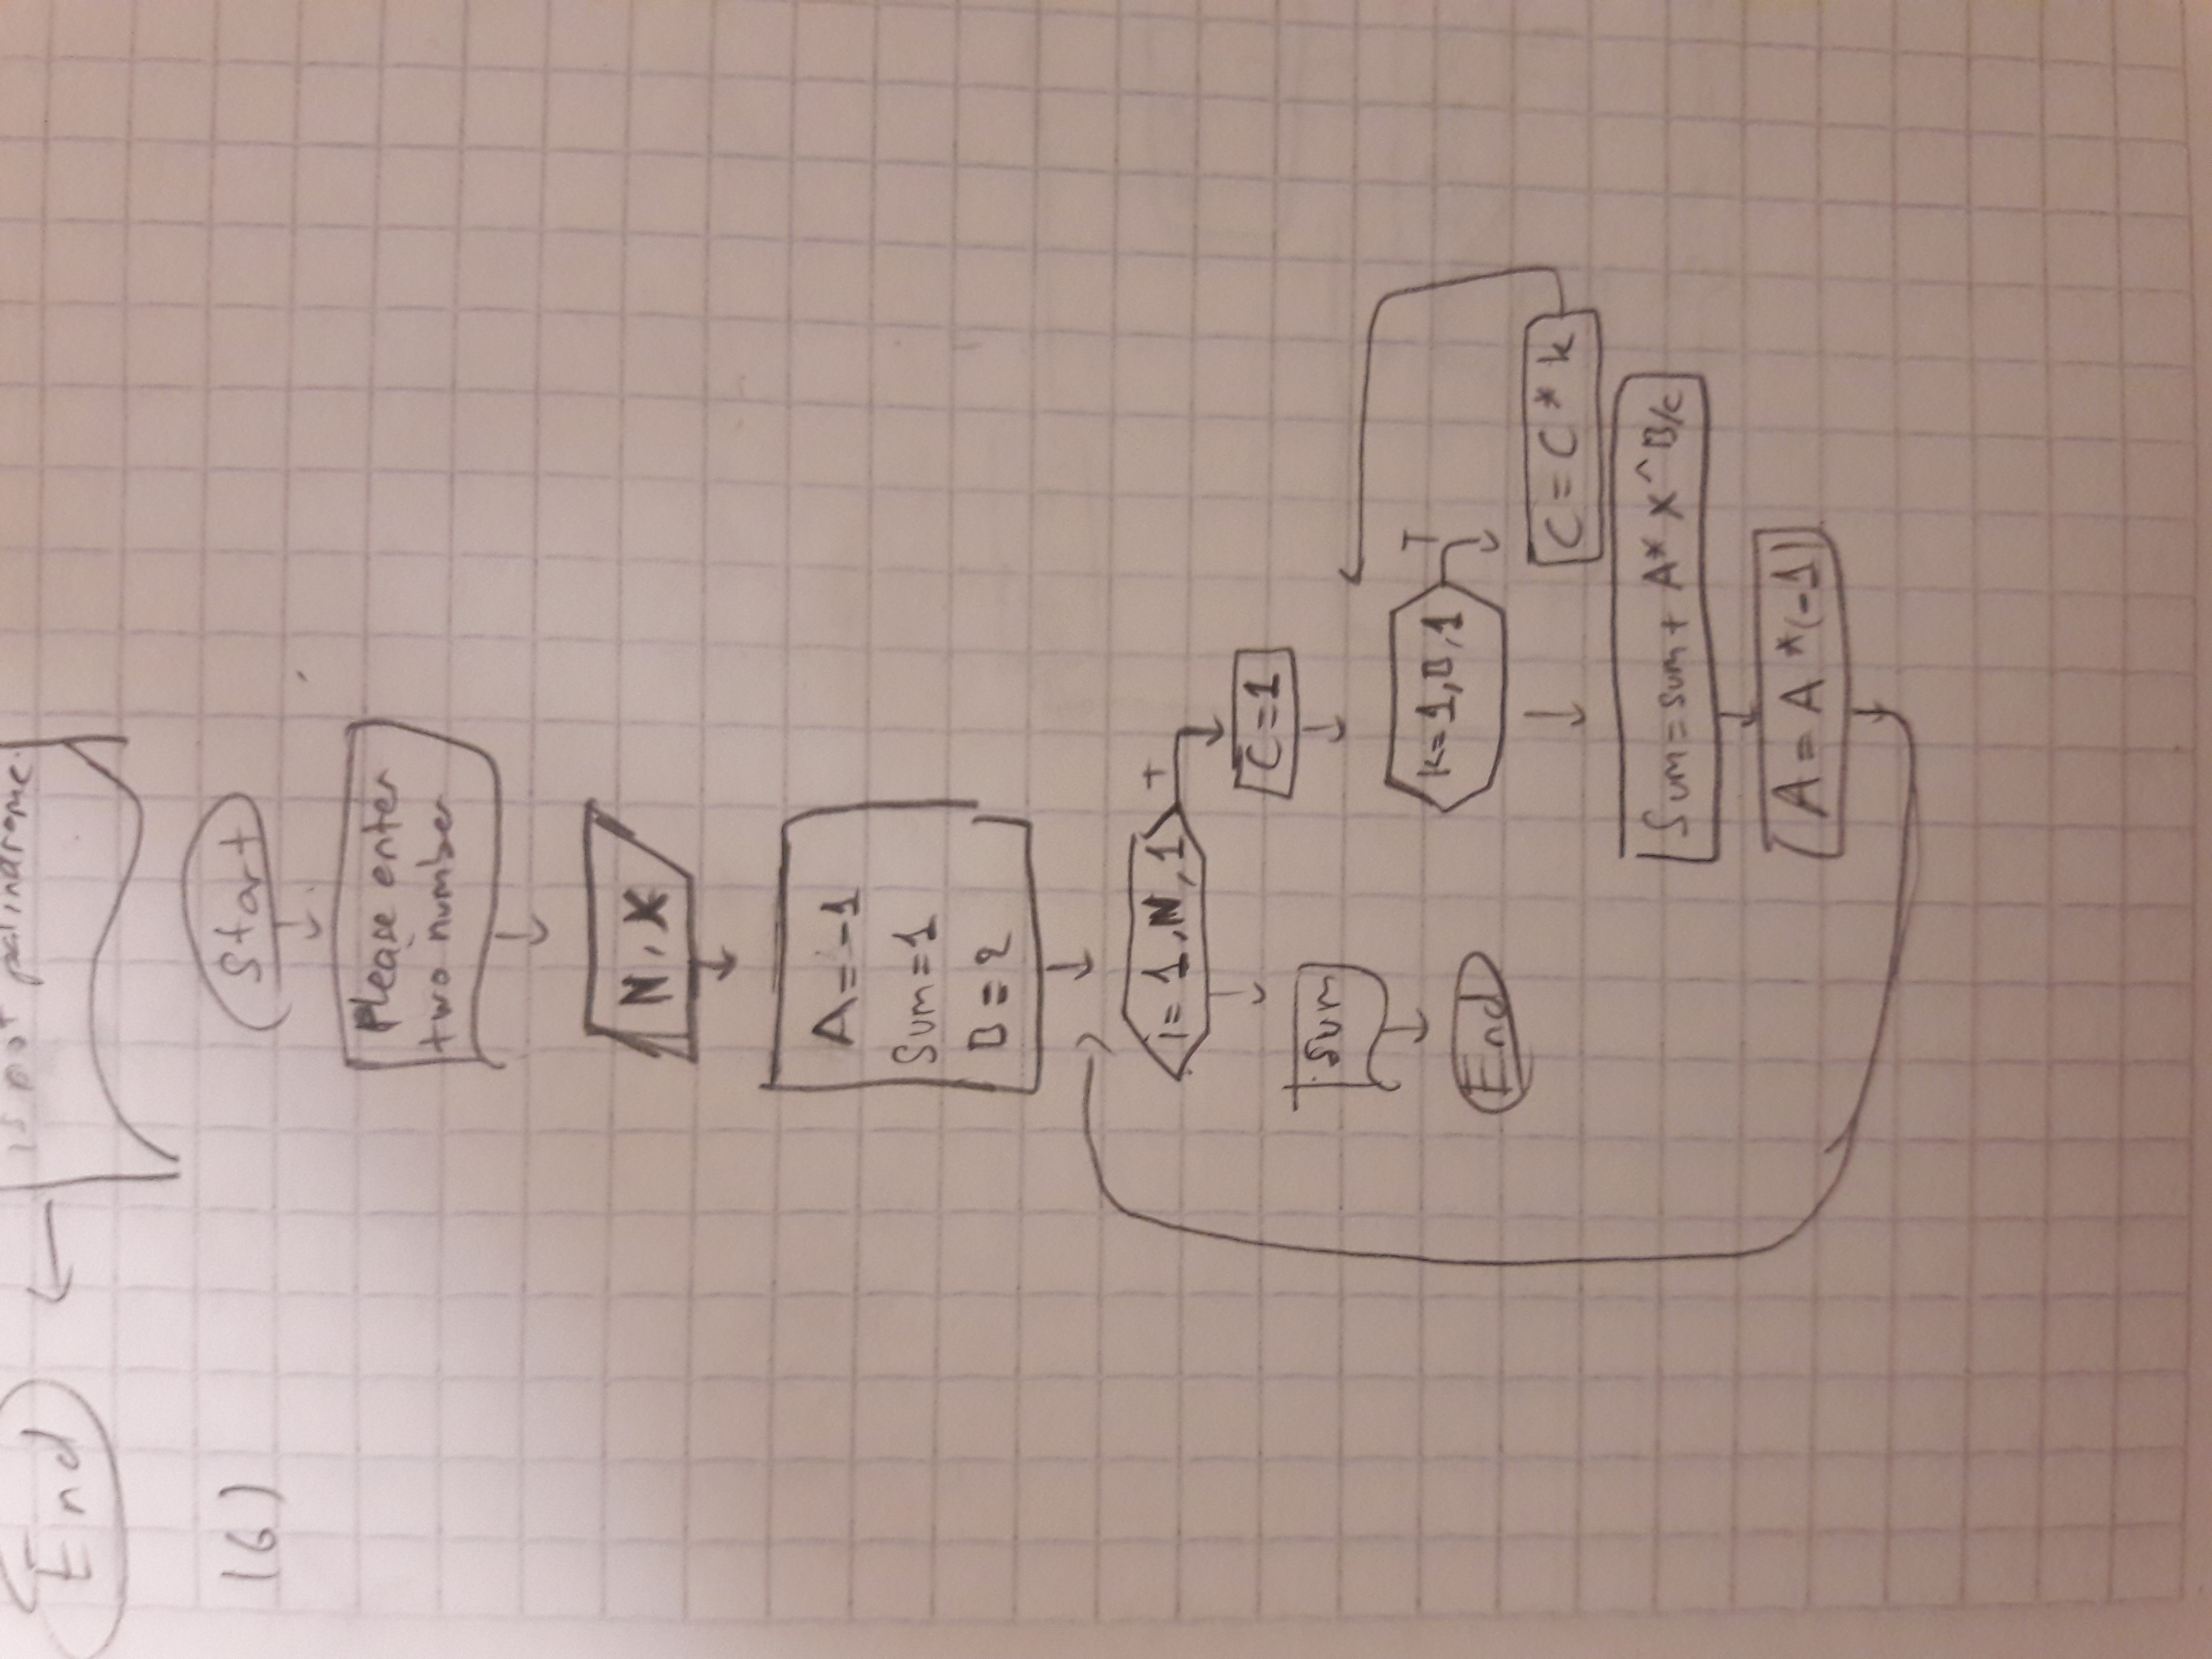 is not palindrome.
End
16)
Start
Please enter
two number
N, X
A = -1
Sum = 1
B = 2
i = 1, N, 1
+
C = 1
Sum
T
k = 1, B, 1
End
C = C * k
Sum = sum + A * X ^ B/c
A = A * (-1)